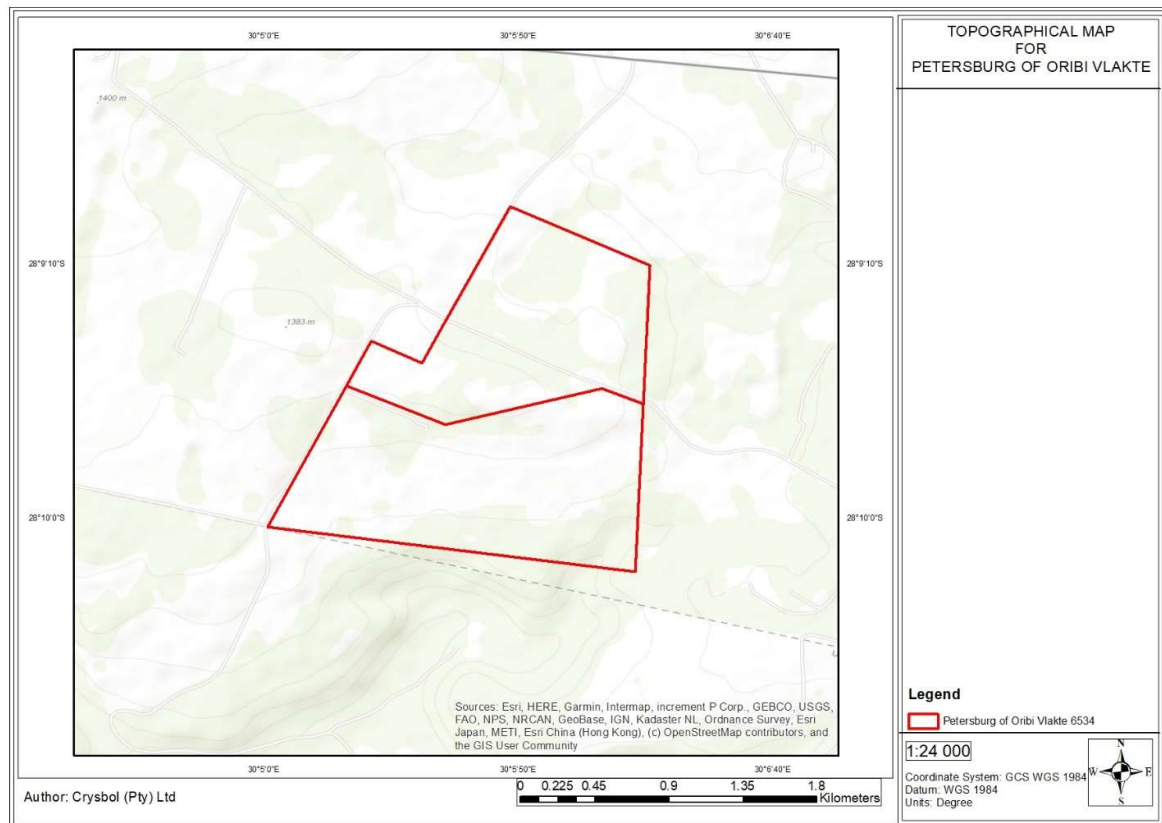 TOPOGRAPHICAL MAP
FOR
PETERSBURG OF ORIBI VLAKTE
30°5'0"E
30°5'50"E
30°6'40"E
1400 m
28°9'10"S
28°9'10"S
1383 m
28°10'0"S
28°10'0"S
Sources: Esri, HERE, Garmin, Intermap, increment P Corp., GEBCO, USGS,
FAO, NPS, NRCAN, GeoBase, IGN, Kadaster NL, Ordnance Survey, Esri
Japan, METI, Esri China (Hong Kong), (c) OpenStreetMap contributors, and
the GIS User Community
30°5'0"E
30°5'50"E
30°6'40"E
Author: Crysbol (Pty) Ltd
0 0.225 0.45 0.9 1.35 1.8
Kilometers
Legend
Petersburg of Oribi Vlakte 6534
1:24 000
Coordinate System: GCS WGS 1984
Datum: WGS 1984
Units: Degree
N
W E
S